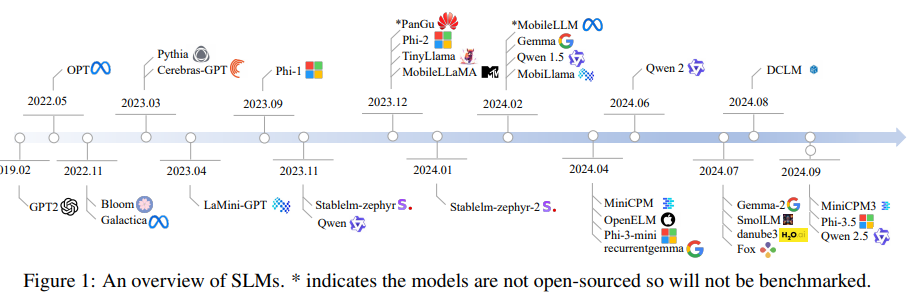 *PanGu
Phi-2
TinyLlama
MobileLLaMA
*MobileLLM
Gemma
Qwen 1.5
MobiLlama
OPT
Pythia
Cerebras-GPT
Phi-1
Qwen 2
DCLM
2022.05
2023.03
2023.09
2023.12
2024.02
2024.06
2024.08
019.02
2022.11
2023.04
2023.11
2024.01
2024.04
2024.07
2024.09
GPT2
Bloom
Galactica
LaMini-GPT
Stablelm-zephyr S.
Qwen
Stablelm-zephyr-2 S.
MiniCPM
OpenELM
Phi-3-mini
recurrentgemma
Gemma-2
SmolLM
danube3 H2O.ai
Fox
MiniCPM3
Phi-3.5
Qwen 2.5
Figure 1: An overview of SLMs. * indicates the models are not open-sourced so will not be benchmarked.